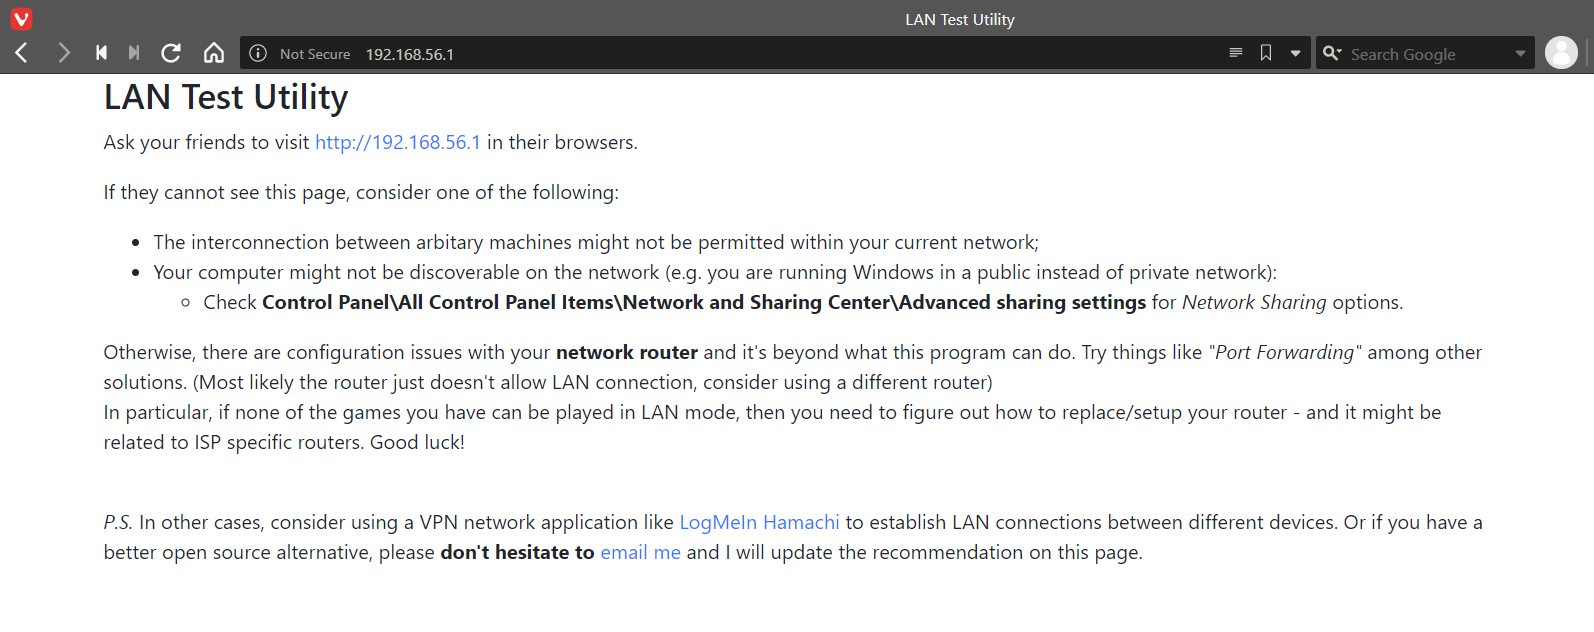 LAN Test Utility
Not Secure 192.168.56.1
Search Google
LAN Test Utility
Ask your friends to visit http://192.168.56.1 in their browsers.
If they cannot see this page, consider one of the following:
The interconnection between arbitary machines might not be permitted within your current network;
Your computer might not be discoverable on the network (e.g. you are running Windows in a public instead of private network):
Check Control Panel\All Control Panel Items\Network and Sharing Center\Advanced sharing settings for Network Sharing options.
Otherwise, there are configuration issues with your network router and it's beyond what this program can do. Try things like "Port Forwarding" among other
solutions. (Most likely the router just doesn't allow LAN connection, consider using a different router)
In particular, if none of the games you have can be played in LAN mode, then you need to figure out how to replace/setup your router - and it might be
related to ISP specific routers. Good luck!
P.S. In other cases, consider using a VPN network application like LogMeIn Hamachi to establish LAN connections between different devices. Or if you have a
better open source alternative, please don't hesitate to email me and I will update the recommendation on this page.